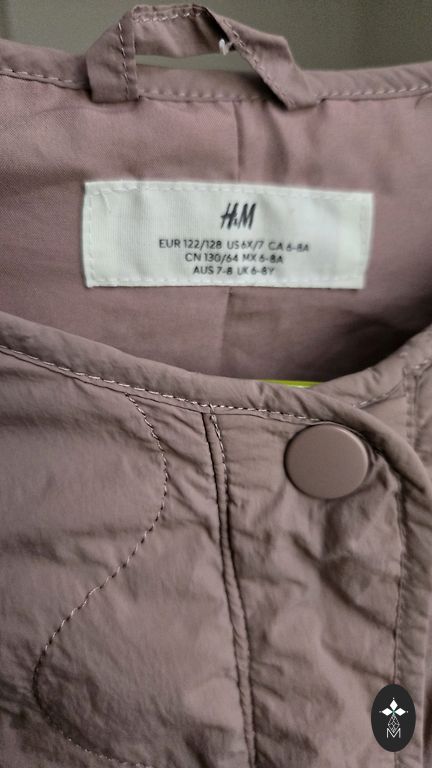 H&M
EUR 122/128 US 6X/7 CA 6-8A
CN 130/64 MX 6-8A
AUS 7-8 UK 6-8Y
M